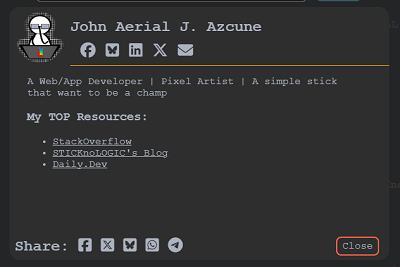 John Aerial J. Azcune
A Web/App Developer | Pixel Artist | A simple stick
that want to be a champ
My TOP Resources:
StackOverflow
STICKnoLOGIC's Blog
Daily.Dev
Share:
Close